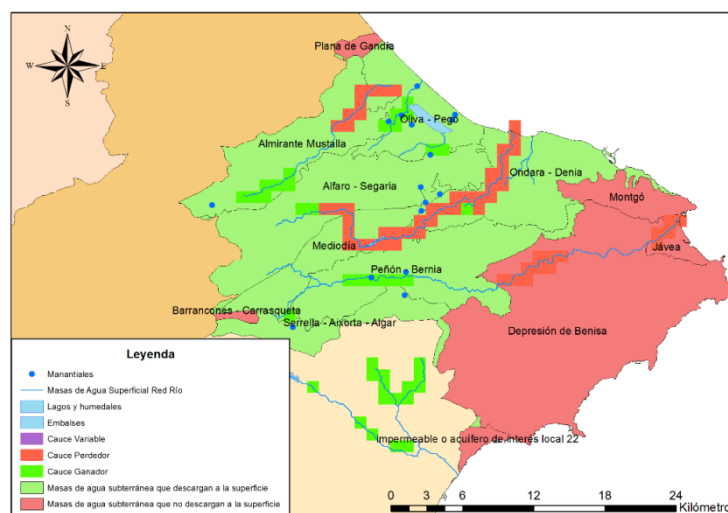 N
W
E
S
Plana de Gandia
Oliva - Pego
Almirante Mustalla
Ondara - Denia
Alfaro - Segaria
Montgó
Mediodía
Jávea
Peñón - Bernia
Barrancones - Carrasqueta
Serrella - Aixorta - Algar
Depresión de Benisa
Impermeable o acuífero de interés local 22
Leyenda
Manantiales
Masas de Agua Superficial Red Río
Lagos y humedales
Embalses
Cauce Variable
Cauce Perdedor
Cauce Ganador
Masas de agua subterránea que descargan a la superficie
Masas de agua subterránea que no descargan a la superficie
0 3 6 12 18 24
Kilómetro